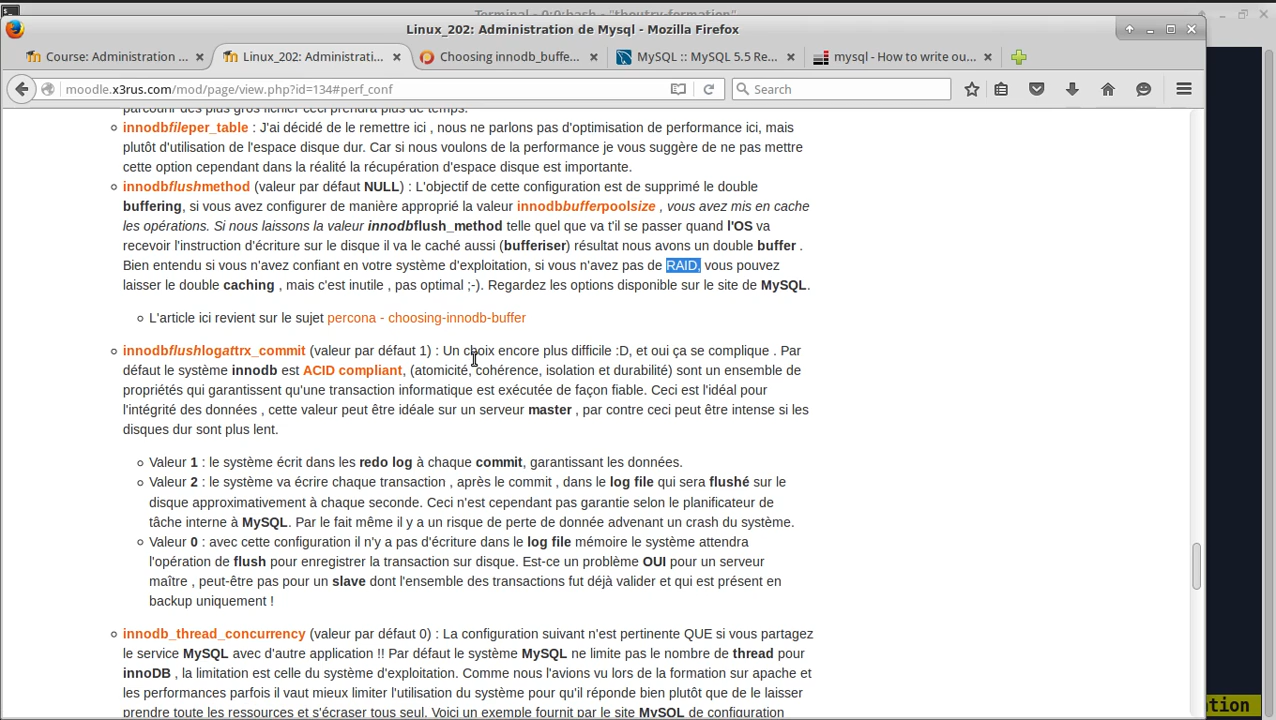 Terminal - 0:0:bash - "theutry-formation"
Linux_202: Administration de Mysql - Mozilla Firefox
Course: Administration ... Linux_202: Administrati... Choosing innodb_buffe... MySQL :: MySQL 5.5 Re... mysql - How to write ou...
moodle.x3rus.com/mod/page/view.php?id=134#perf_conf Search
parcourir des plus gros fichier ceci prendra plus de temps.
innodbfileper_table : J'ai décidé de le remettre ici , nous ne parlons pas d'optimisation de performance ici, mais
plutôt d'utilisation de l'espace disque dur. Car si nous voulons de la performance je vous suggère de ne pas mettre
cette option cependant dans la réalité la récupération d'espace disque est importante.
innodbflushmethod (valeur par défaut NULL) : L'objectif de cette configuration est de supprimé le double
buffering, si vous avez configurer de manière approprié la valeur innodbbufferpoolsize , vous avez mis en cache
les opérations. Si nous laissons la valeur innodbflush_method telle quel que va t'il se passer quand l'OS va
recevoir l'instruction d'écriture sur le disque il va le caché aussi (bufferiser) résultat nous avons un double buffer .
Bien entendu si vous n'avez confiant en votre système d'exploitation, si vous n'avez pas de RAID, vous pouvez
laisser le double caching , mais c'est inutile , pas optimal ;-). Regardez les options disponible sur le site de MySQL.
L'article ici revient sur le sujet percona - choosing-innodb-buffer
innodbflushlogattrx_commit (valeur par défaut 1) : Un choix encore plus difficile :D, et oui ça se complique . Par
défaut le système innodb est ACID compliant, (atomicité, cohérence, isolation et durabilité) sont un ensemble de
propriétés qui garantissent qu'une transaction informatique est exécutée de façon fiable. Ceci est l'idéal pour
l'intégrité des données , cette valeur peut être idéale sur un serveur master , par contre ceci peut être intense si les
disques dur sont plus lent.
Valeur 1 : le système écrit dans les redo log à chaque commit, garantissant les données.
Valeur 2 : le système va écrire chaque transaction , après le commit , dans le log file qui sera flushé sur le
disque approximativement à chaque seconde. Ceci n'est cependant pas garantie selon le planificateur de
tâche interne à MySQL. Par le fait même il y a un risque de perte de donnée advenant un crash du système.
Valeur 0 : avec cette configuration il n'y a pas d'écriture dans le log file mémoire le système attendra
l'opération de flush pour enregistrer la transaction sur disque. Est-ce un problème OUI pour un serveur
maître , peut-être pas pour un slave dont l'ensemble des transactions fut déjà valider et qui est présent en
backup uniquement !
innodb_thread_concurrency (valeur par défaut 0) : La configuration suivant n'est pertinente QUE si vous partagez
le service MySQL avec d'autre application !! Par défaut le système MySQL ne limite pas le nombre de thread pour
innoDB , la limitation est celle du système d'exploitation. Comme nous l'avions vu lors de la formation sur apache et
les performances parfois il vaut mieux limiter l'utilisation du système pour qu'il réponde bien plutôt que de le laisser
prendre toute les ressources et s'écraser tous seul. Voici un exemple fournit par le site MySQL de configuration
ation